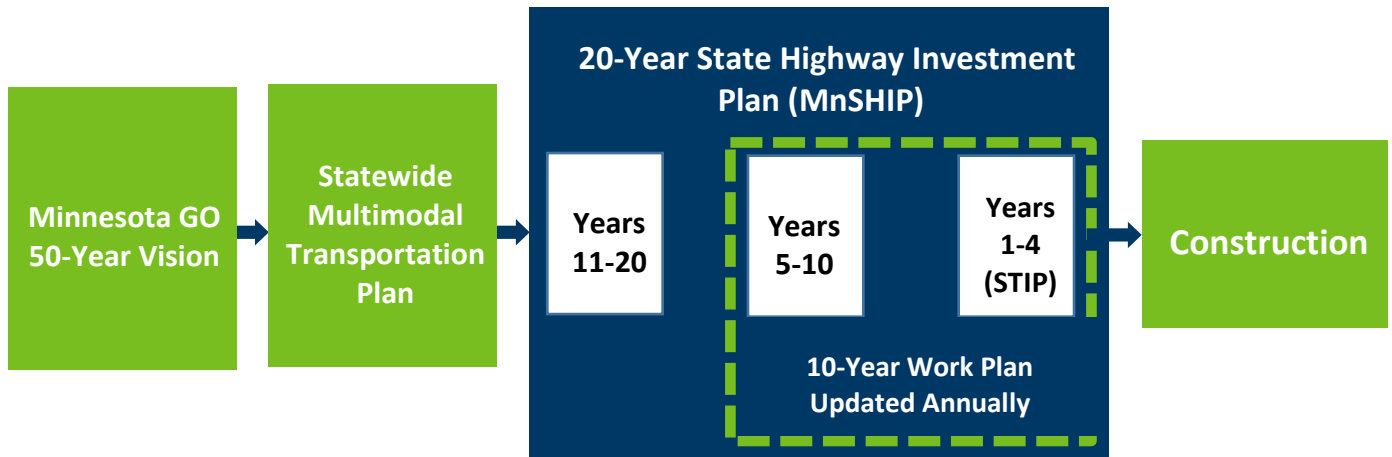 Minnesota GO
50-Year Vision
Statewide
Multimodal
Transportation
Plan
20-Year State Highway Investment
Plan (MnSHIP)
Years
11-20
Years
5-10
Years
1-4
(STIP)
10-Year Work Plan
Updated Annually
Construction